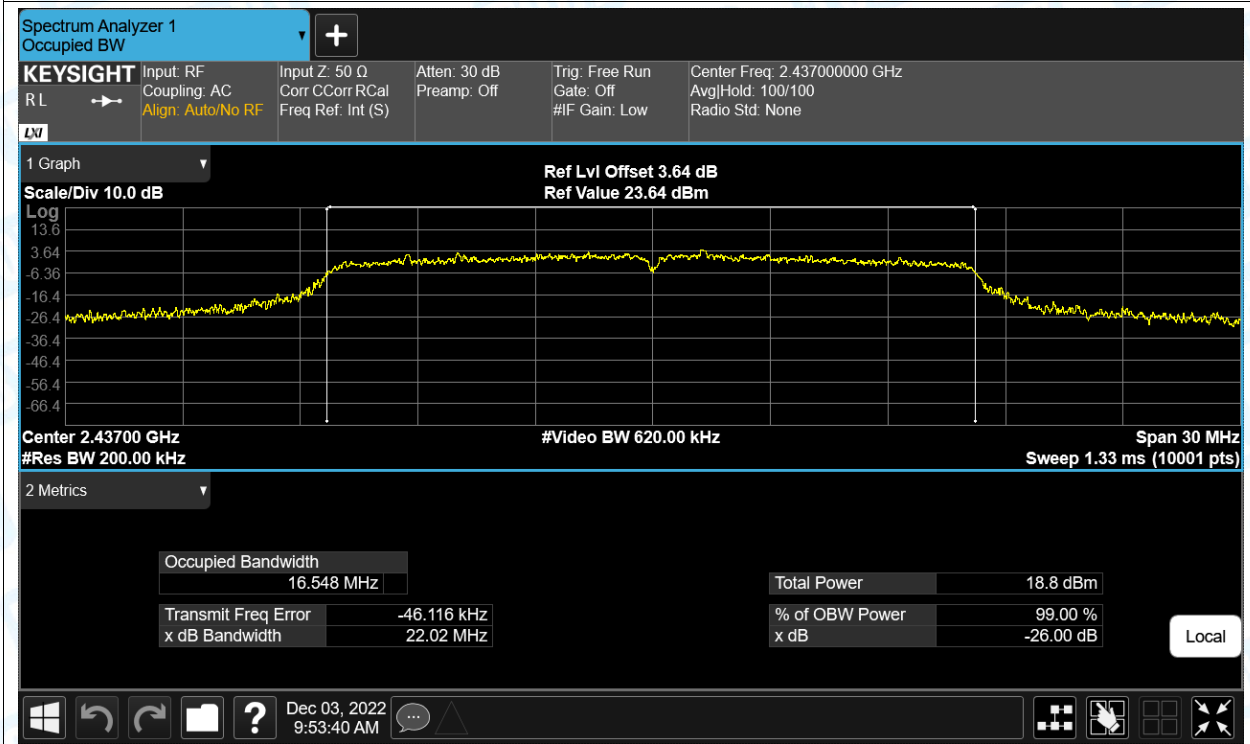 Spectrum Analyzer 1
Occupied BW
KEYSIGHT
R L
LXI
Input: RF
Coupling: AC
Align: Auto/No RF
Input Z: 50 Ω
Corr CCorr RCal
Freq Ref: Int (S)
Atten: 30 dB
Preamp: Off
Trig: Free Run
Gate: Off
#IF Gain: Low
Center Freq: 2.437000000 GHz
Avg|Hold: 100/100
Radio Std: None
1 Graph
Scale/Div 10.0 dB
Ref Lvl Offset 3.64 dB
Ref Value 23.64 dBm
Log
13.6
3.64
-6.36
-16.4
-26.4
-36.4
-46.4
-56.4
-66.4
Center 2.43700 GHz
#Video BW 620.00 kHz
Span 30 MHz
#Res BW 200.00 kHz
Sweep 1.33 ms (10001 pts)
2 Metrics
Occupied Bandwidth
16.548 MHz
Total Power 18.8 dBm
Transmit Freq Error -46.116 kHz
% of OBW Power 99.00 %
x dB Bandwidth 22.02 MHz
x dB -26.00 dB
Local
?
Dec 03, 2022
9:53:40 AM